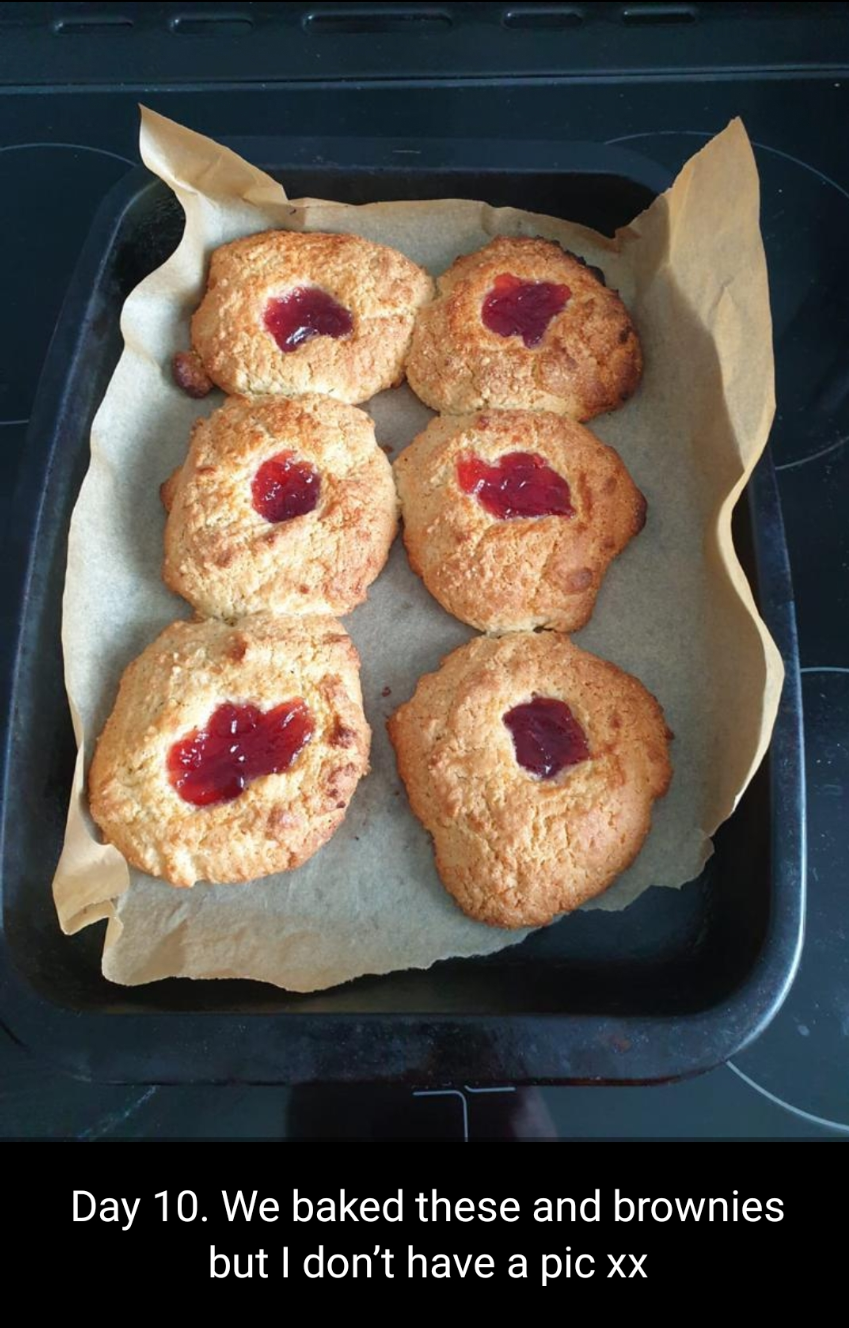 Day 10. We baked these and brownies
but I don’t have a pic xx